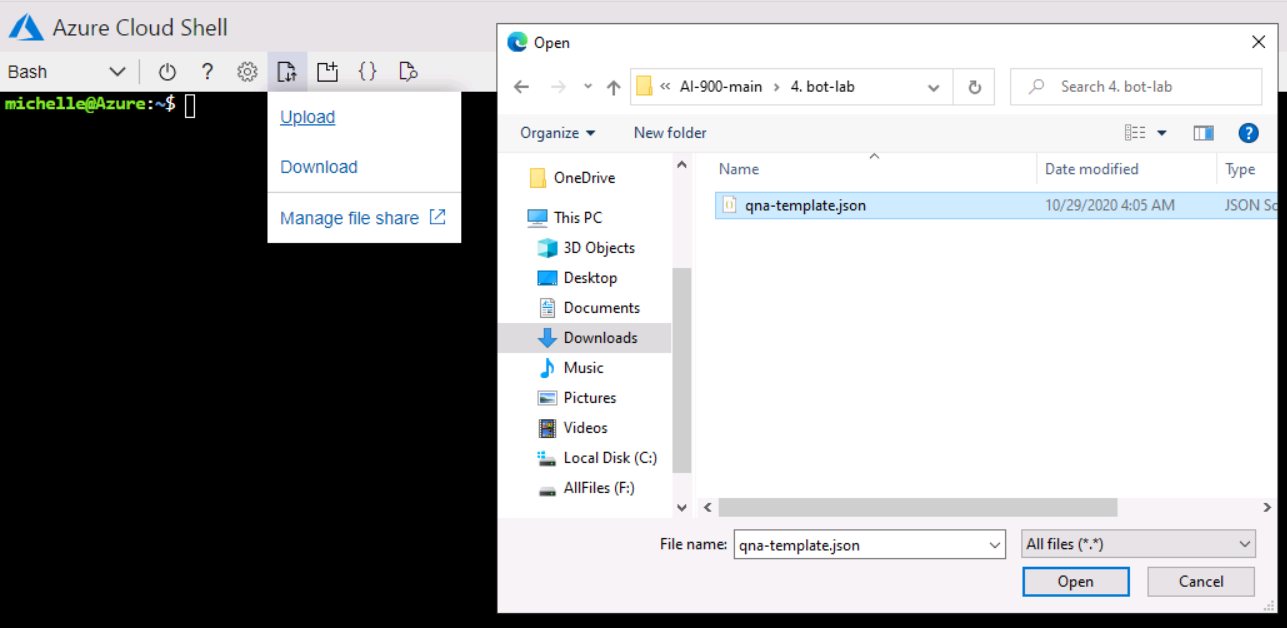 Azure Cloud Shell
Bash
?
{}
michelle@Azure:~$
Upload
Download
Manage file share
Open
« AI-900-main > 4. bot-lab
Search 4. bot-lab
Organize
New folder
?
Name
Date modified
Type
OneDrive
This PC
3D Objects
Desktop
Documents
Downloads
Music
Pictures
Videos
Local Disk (C:)
AllFiles (F:)
qna-template.json
10/29/2020 4:05 AM
JSON Sc
File name:
qna-template.json
All files (*.*)
Open
Cancel